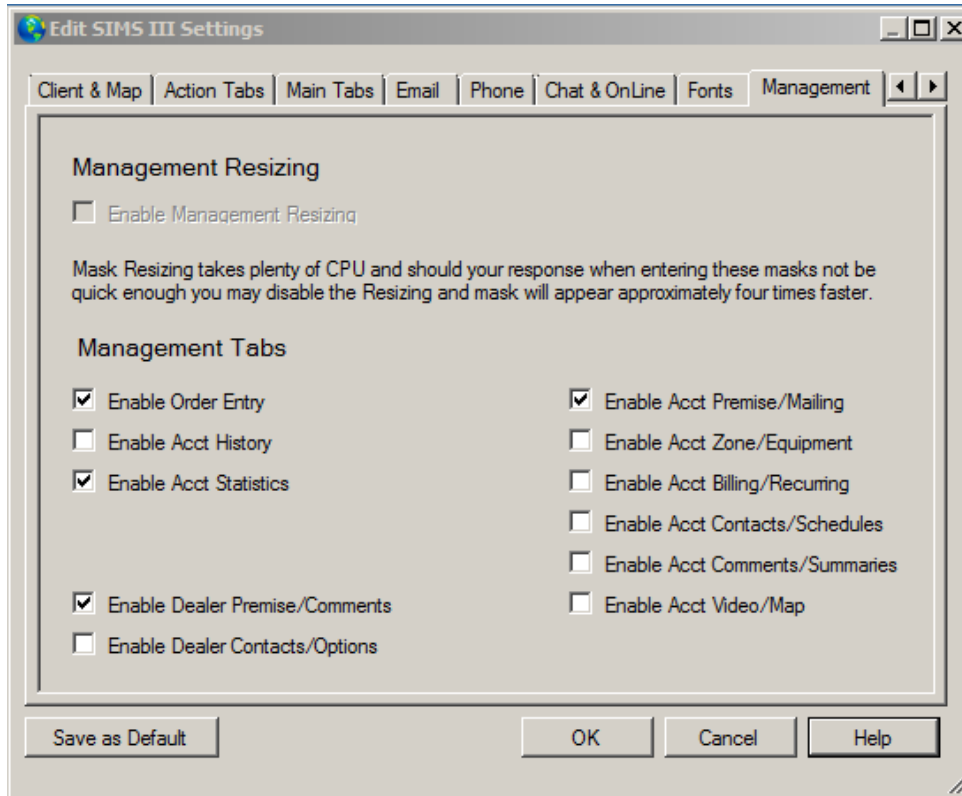 Edit SIMS III Settings
Client & Map Action Tabs Main Tabs Email Phone Chat & OnLine Fonts Management
Management Resizing
Enable Management Resizing
Mask Resizing takes plenty of CPU and should your response when entering these masks not be
quick enough you may disable the Resizing and mask will appear approximately four times faster.
Management Tabs
Enable Order Entry
Enable Acct History
Enable Acct Statistics
Enable Dealer Premise/Comments
Enable Dealer Contacts/Options
Enable Acct Premise/Mailing
Enable Acct Zone/Equipment
Enable Acct Billing/Recurring
Enable Acct Contacts/Schedules
Enable Acct Comments/Summaries
Enable Acct Video/Map
Save as Default OK Cancel Help